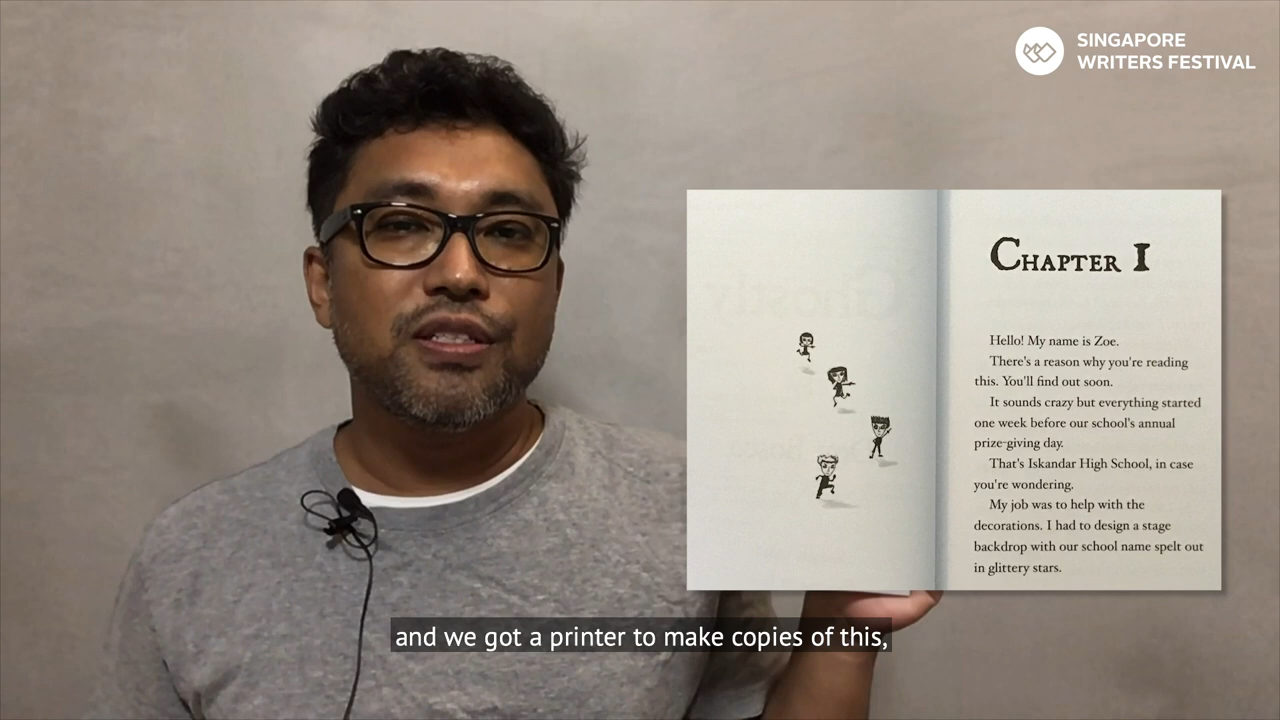 SINGAPORE
WRITERS FESTIVAL
CHAPTER I
Hello! My name is Zoe.
There's a reason why you're reading
this. You'll find out soon.
It sounds crazy but everything started
one week before our school's annual
prize-giving day.
That's Iskandar High School, in case
you're wondering.
My job was to help with the
decorations. I had to design a stage
backdrop with our school name spelt out
in glittery stars.
and we got a printer to make copies of this,